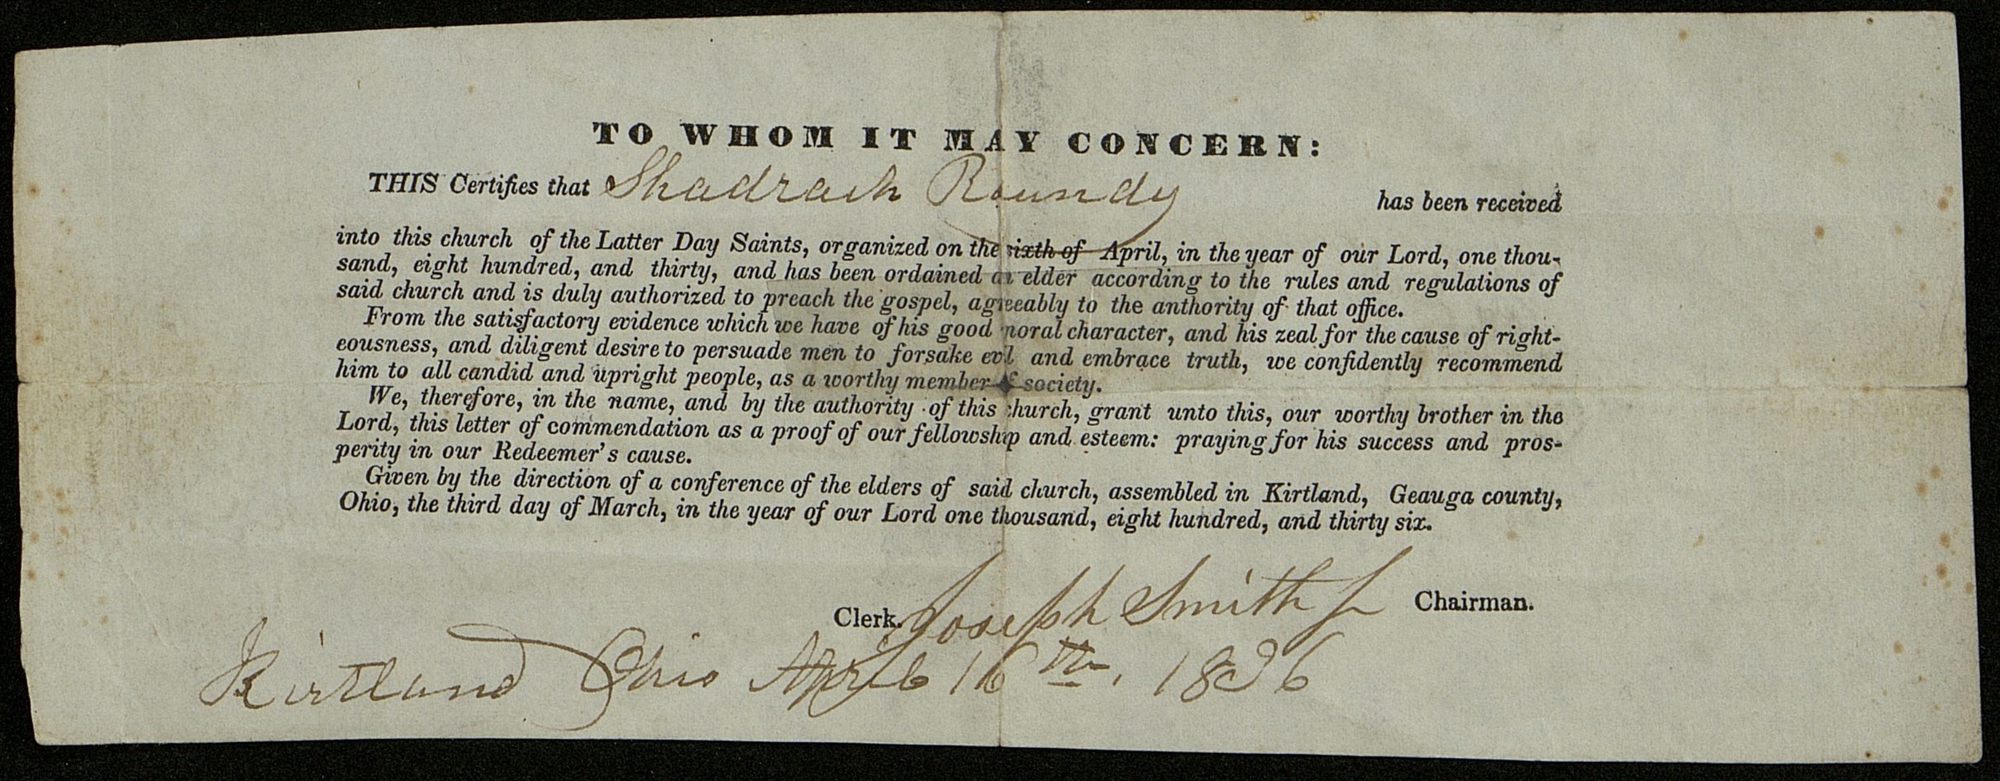 TO WHOM IT MAY CONCERN:
THIS Certifies that Shadrach Roundy has been received
into this church of the Latter Day Saints, organized on the sixth of April, in the year of our Lord, one thou-
sand, eight hundred, and thirty, and has been ordained an elder according to the rules and regulations of
said church and is duly authorized to preach the gospel, agreeably to the anthority of that office.
From the satisfactory evidence which we have of his good moral character, and his zeal for the cause of right-
eousness, and diligent desire to persuade men to forsake evil and embrace truth, we confidently recommend
him to all candid and upright people, as a worthy member of society.
We, therefore, in the name, and by the authority of this church, grant unto this, our worthy brother in the
Lord, this letter of commendation as a proof of our fellowship and esteem: praying for his success and pros-
perity in our Redeemer's cause.
Given by the direction of a conference of the elders of said church, assembled in Kirtland, Geauga county,
Ohio, the third day of March, in the year of our Lord one thousand, eight hundred, and thirty six.
Clerk. Joseph Smith Jr Chairman.
Kirtland Ohio April 16th, 1836